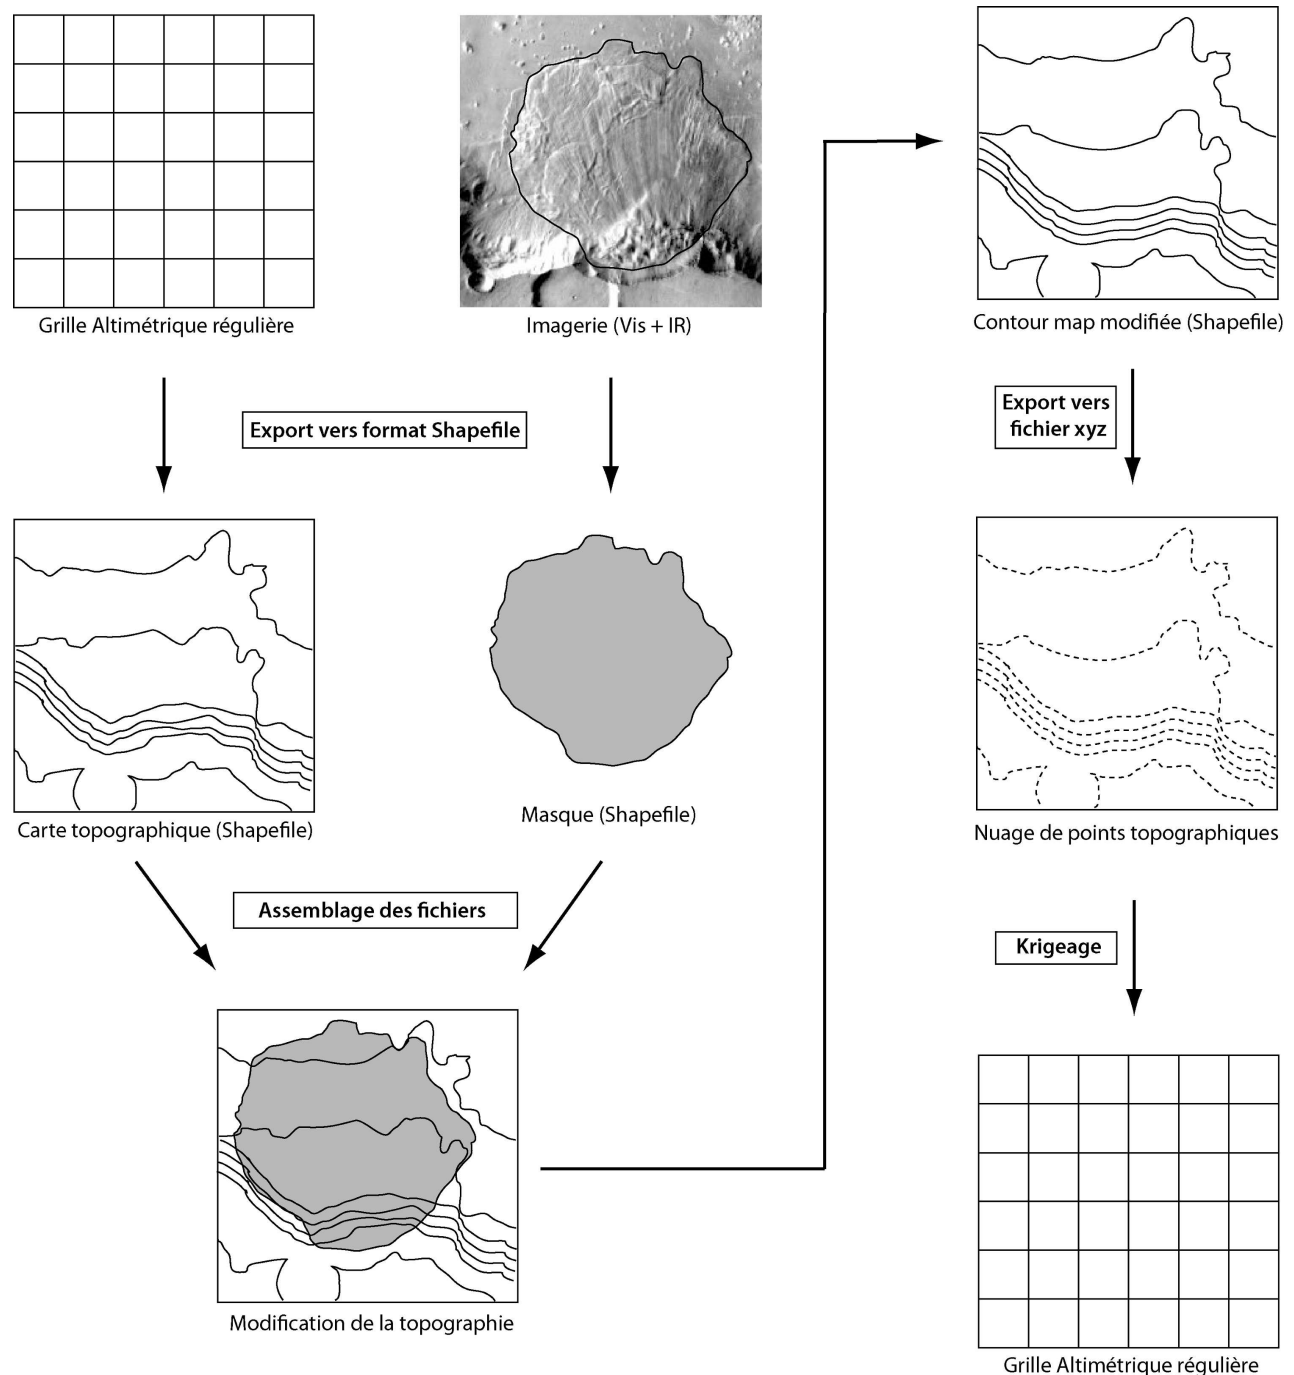 Grille Altimétrique régulière
Imagerie (Vis + IR)
Export vers format Shapefile
Carte topographique (Shapefile)
Masque (Shapefile)
Assemblage des fichiers
Modification de la topographie
Contour map modifiée (Shapefile)
Export vers
fichier xyz
Nuage de points topographiques
Krigeage
Grille Altimétrique régulière